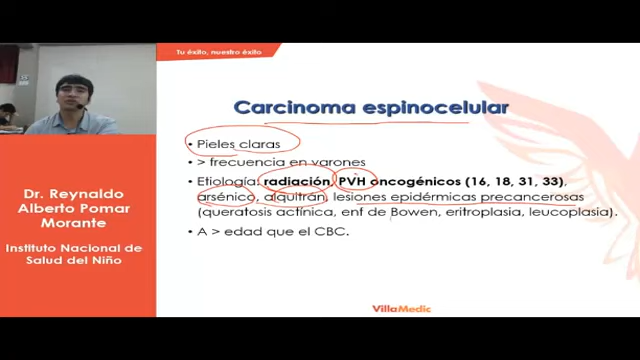 Tu éxito, nuestro éxito
Carcinoma espinocelular
• Pieles claras
• > frecuencia en varones
• Etiología: radiación, PVH oncogénicos (16, 18, 31, 33),
arsénico, alquitrán, lesiones epidérmicas precancerosas
(queratosis actínica, enf de Bowen, eritroplasia, leucoplasia).
• A > edad que el CBC.
Dr. Reynaldo
Alberto Pomar
Morante
Instituto Nacional de
Salud del Niño
VillaMedic